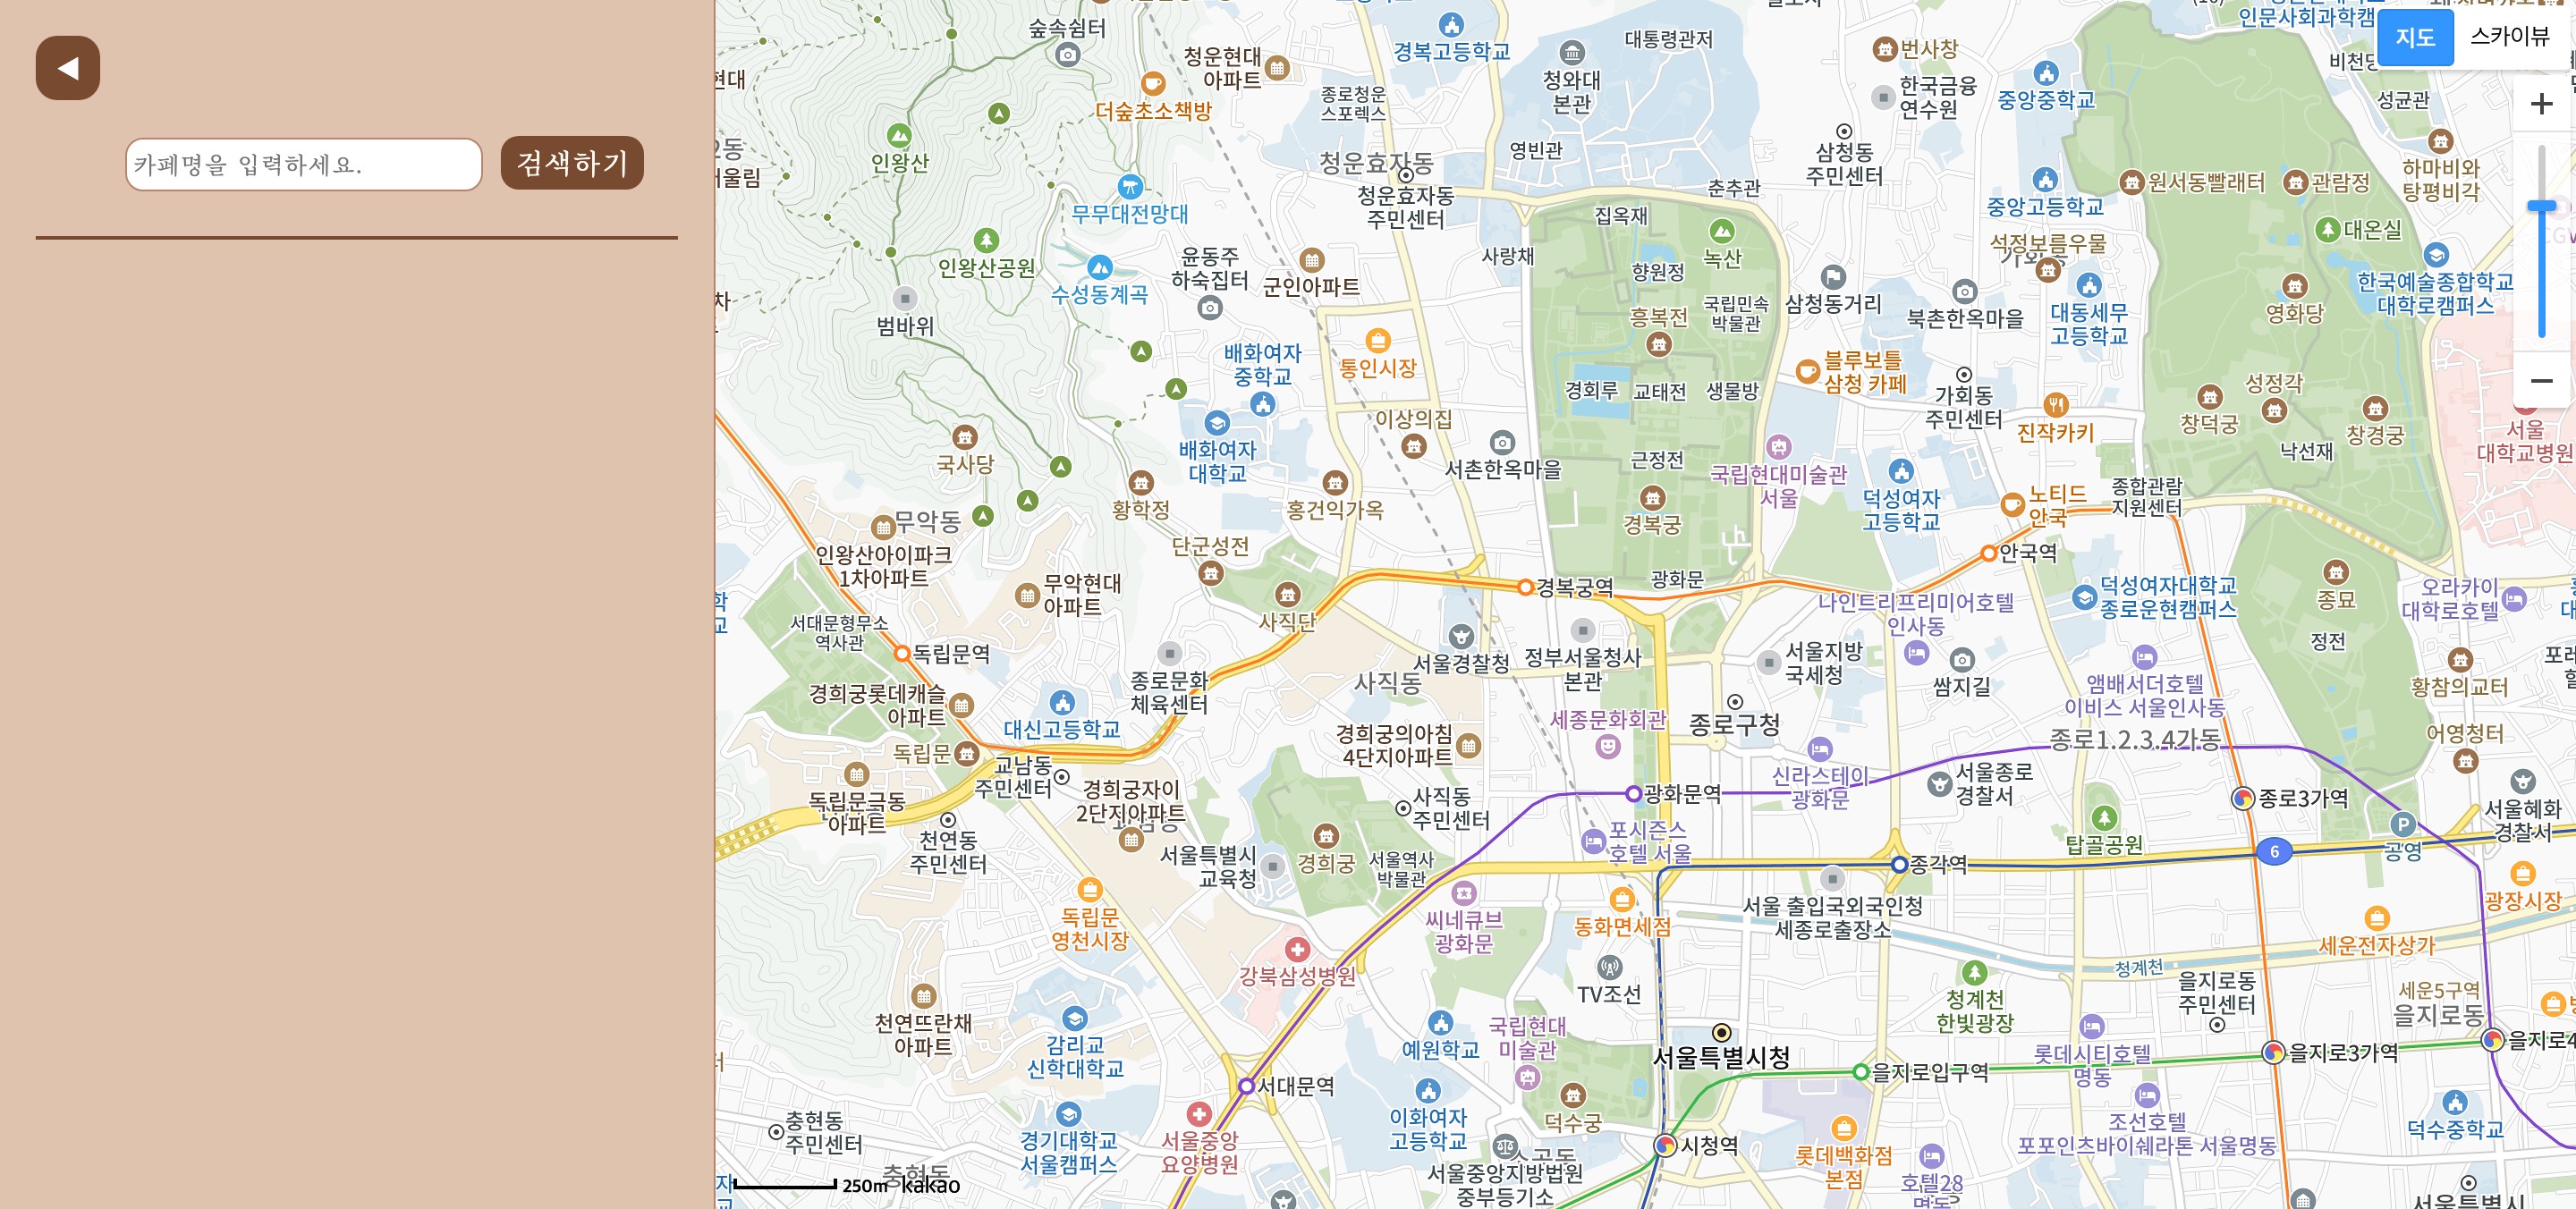 카페명을 입력하세요.
검색하기
지도
스카이뷰
숲속쉼터
청운현대
아파트
경복고등학교
청와대
본관
대통령관저
번사창
한국금융
연수원
중앙중학교
성균관
더숲초소책방
종로청운
스포렉스
인왕산
청운효자동
청운효자동
주민센터
영빈관
삼청동
주민센터
춘추관
중앙고등학교
원서동빨래터
관람정
하마비와
탕평비각
무무대전망대
집옥재
녹산
석정보름우물
대온실
인왕산공원
윤동주
하숙집터
군인아파트
사랑채
향원정
수성동계곡
국립민속
박물관
삼청동거리
북촌한옥마을
대동세무
고등학교
영화당
한국예술종합학교
대학로캠퍼스
범바위
흥복전
배화여자
중학교
통인시장
블루보틀
삼청 카페
경회루
교태전
생물방
가회동
주민센터
성정각
창덕궁
창경궁
이상의집
진작카키
낙선재
서울
대학교병원
국사당
배화여자
대학교
서촌한옥마을
근정전
국립현대미술관
서울
덕성여자
고등학교
노티드
안국
종합관람
지원센터
무악동
황학정
홍건익가옥
경복궁
인왕산아이파크
1차아파트
단군성전
안국역
무악현대
아파트
사직단
경복궁역
광화문
덕성여자대학교
종로운현캠퍼스
종묘
오라카이
대학로호텔
서대문형무소
역사관
나인트리프리미어호텔
인사동
독립문역
서울경찰청
정부서울청사
본관
서울지방
국세청
쌈지길
정전
종로문화
체육센터
사직동
앰배서더호텔
이비스 서울인사동
황참의교터
경희궁롯데캐슬
아파트
대신고등학교
세종문화회관
종로구청
독립문
경희궁의아침
4단지아파트
종로1.2.3.4가동
어영청터
교남동
주민센터
경희궁자이
2단지아파트
신라스테이
광화문
서울종로
경찰서
독립문극동
아파트
사직동
주민센터
광화문역
종로3가역
서울혜화
경찰서
천연동
주민센터
포시즌스
호텔 서울
탑골공원
P
공영
서울특별시
교육청
경희궁
서울역사
박물관
종각역
6
독립문
영천시장
씨네큐브
광화문
동화면세점
서울 출입국외국인청
세종로출장소
광장시장
세운전자상가
강북삼성병원
TV조선
청계천
을지로동
주민센터
세운5구역
을지로동
천연뜨란채
아파트
감리교
신학대학교
예원학교
국립현대
미술관
청계천
한빛광장
서울특별시청
롯데시티호텔
명동
을지로입구역
을지로3가역
서대문역
덕수궁
충현동
주민센터
경기대학교
서울캠퍼스
서울중앙
요양병원
이화여자
고등학교
조선호텔
포포인츠바이쉐라톤 서울명동
덕수중학교
시청역
롯데백화점
본점
충현동
서울중앙지방법원
중부등기소
호텔28
250m
kakao